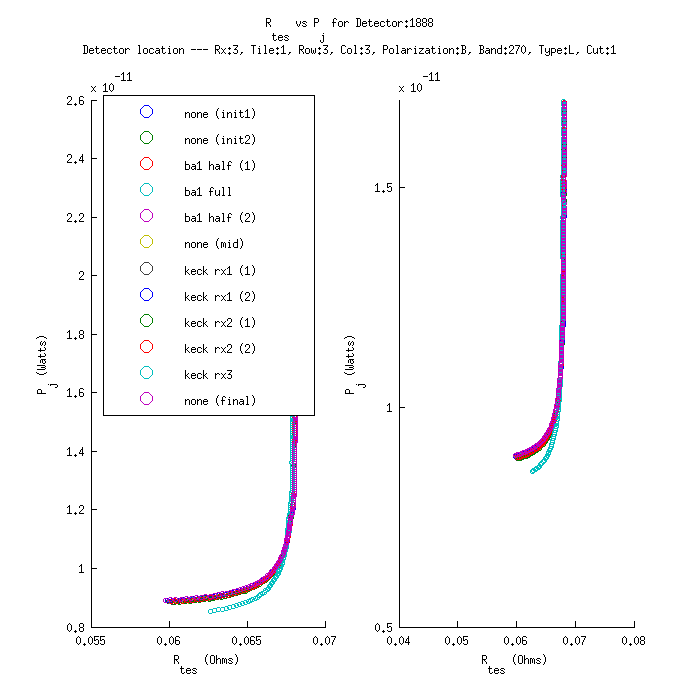 R tes vs P j for Detector:1888
Detector location --- Rx:3, Tile:1, Row:3, Col:3, Polarization:B, Band:270, Type:L, Cut:1
x 10^-11
2.6
2.4
2.2
2
1.8
1.6
1.4
1.2
1
0.8
P j (Watts)
none (init1)
none (init2)
ba1 half (1)
ba1 full
ba1 half (2)
none (mid)
keck rx1 (1)
keck rx1 (2)
keck rx2 (1)
keck rx2 (2)
keck rx3
none (final)
0.055 0.06 0.065 0.07
R tes (Ohms)
x 10^-11
1.5
1
0.5
P j (Watts)
0.04 0.05 0.06 0.07 0.08
R tes (Ohms)